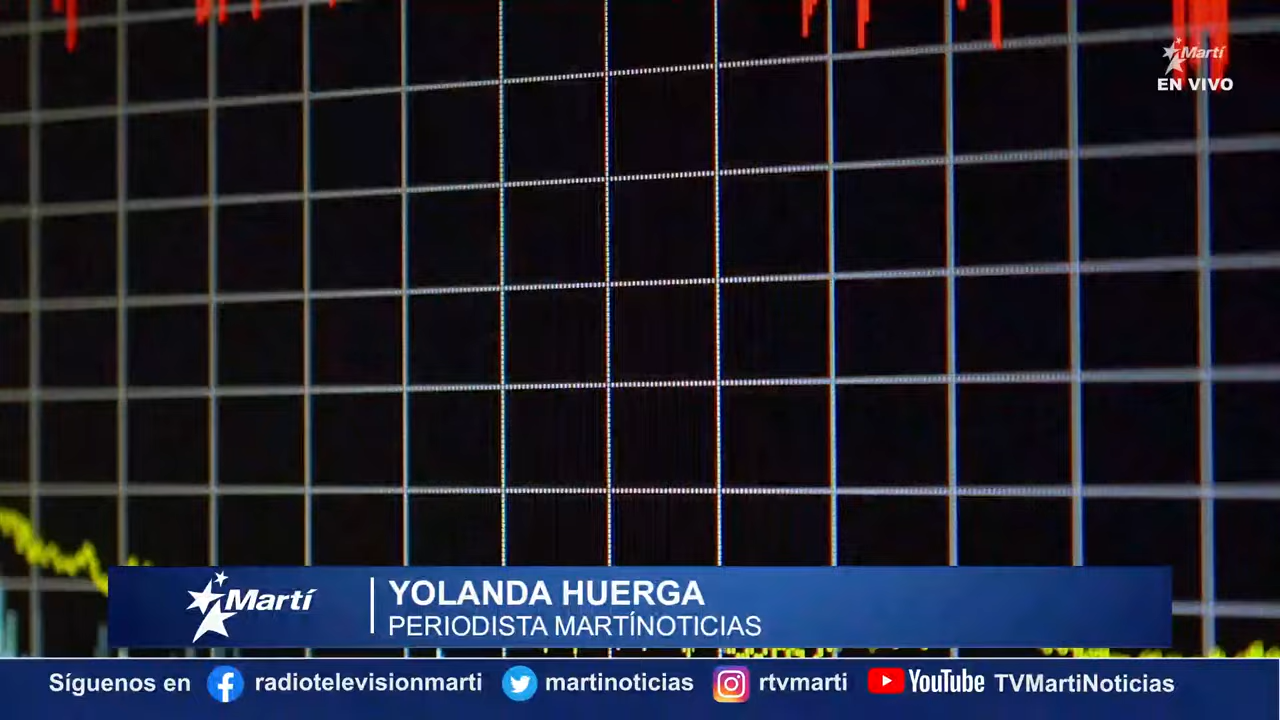 Martí
EN VIVO
Martí
YOLANDA HUERGA
PERIODISTA MARTÍNOTICIAS
Síguenos en radiotelevisionmarti martinoticias rtvmarti YouTube TVMartiNoticias